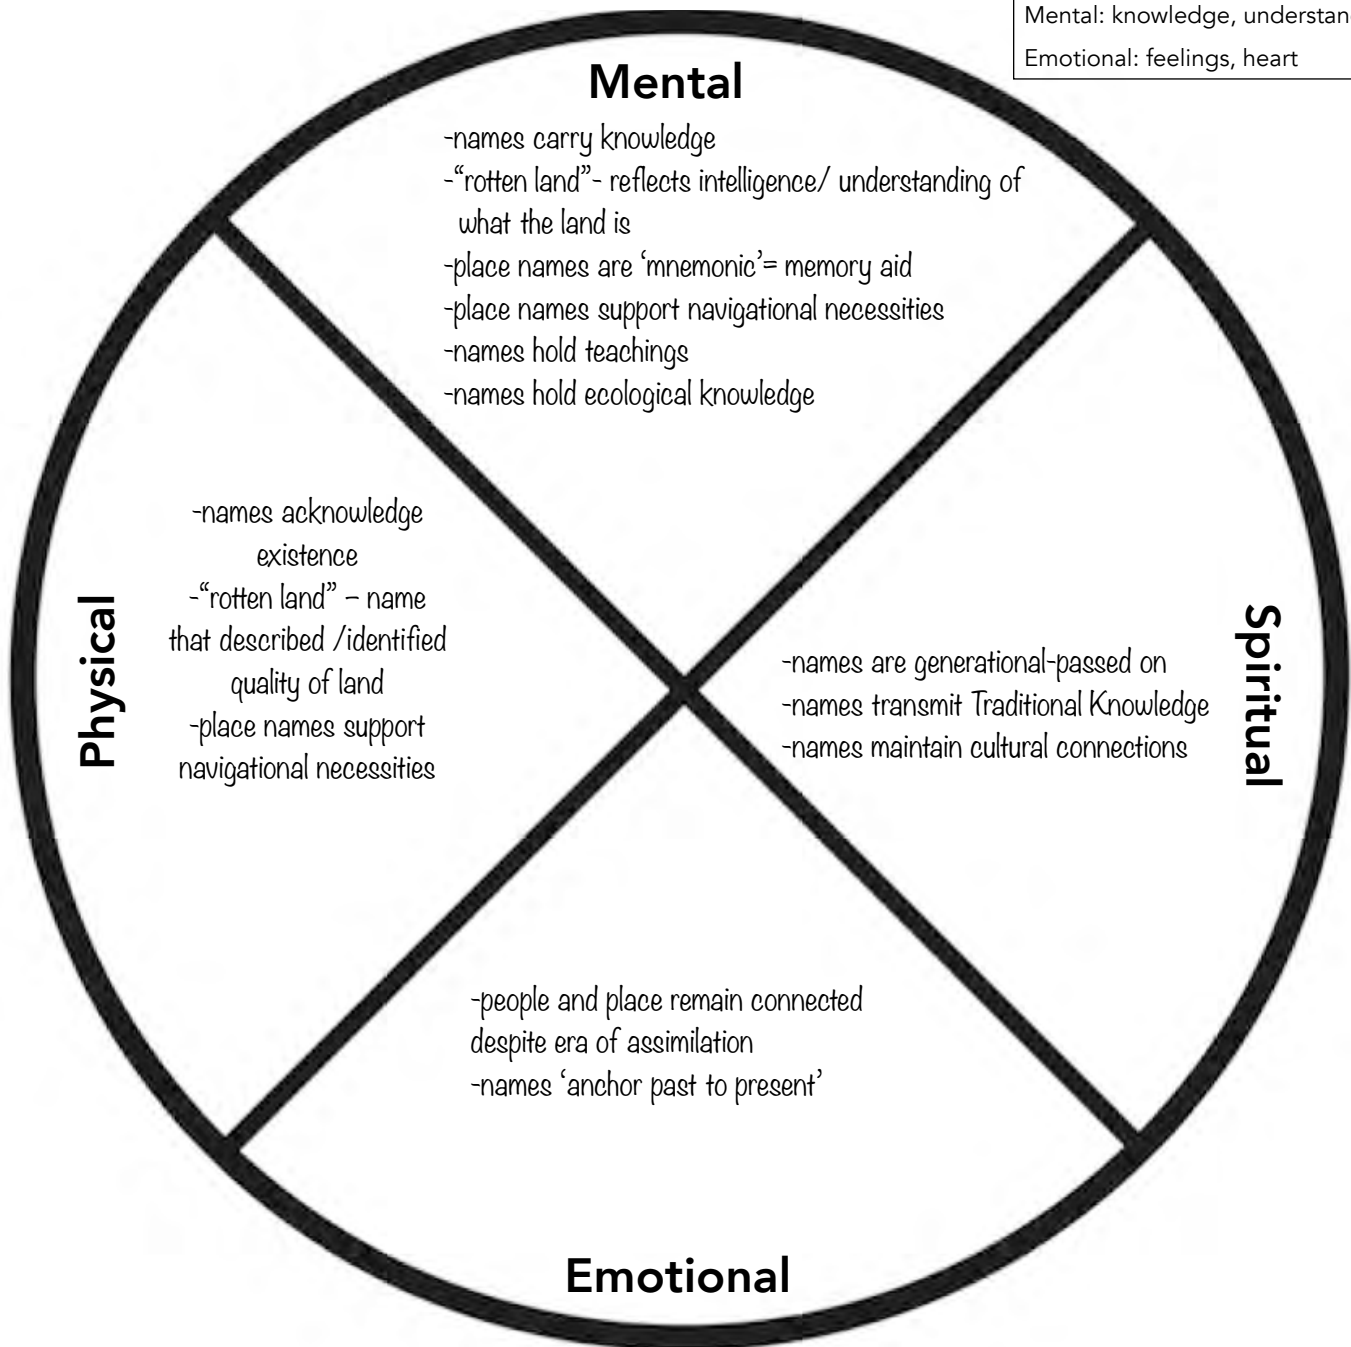 Mental: knowledge, understan
Emotional: feelings, heart
Mental
-names carry knowledge
-“rotten land”- reflects intelligence/ understanding of
what the land is
-place names are ‘mnemonic’= memory aid
-place names support navigational necessities
-names hold teachings
-names hold ecological knowledge
Physical
-names acknowledge
existence
-“rotten land” – name
that described /identified
quality of land
-place names support
navigational necessities
-names are generational-passed on
-names transmit Traditional Knowledge
-names maintain cultural connections
Spiritual
-people and place remain connected
despite era of assimilation
-names ‘anchor past to present’
Emotional